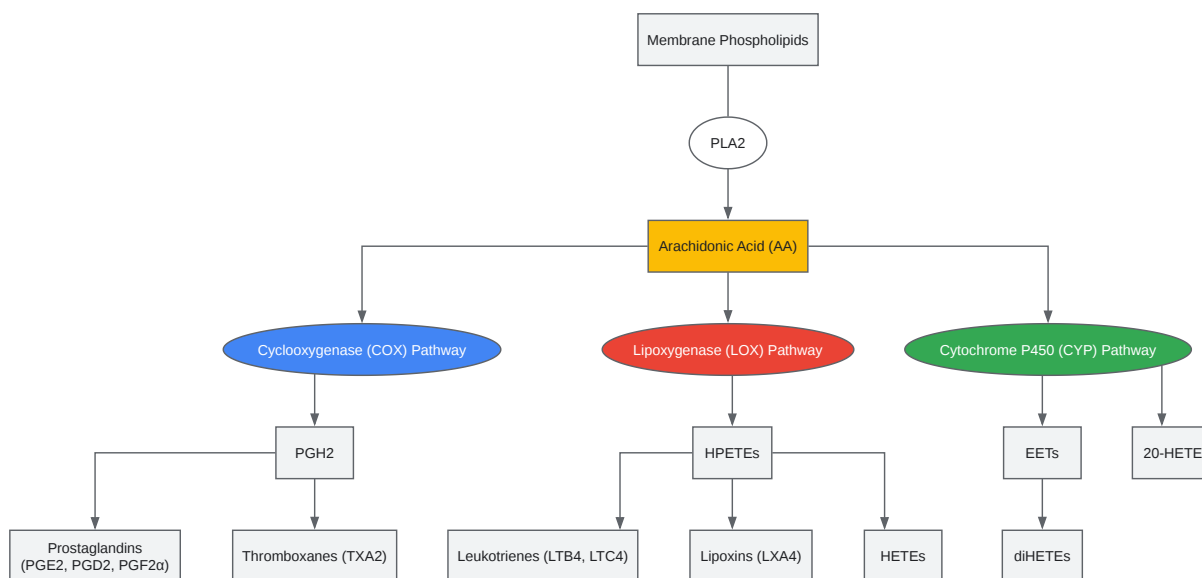 Membrane Phospholipids
PLA2
Arachidonic Acid (AA)
Cyclooxygenase (COX) Pathway
Lipoxygenase (LOX) Pathway
Cytochrome P450 (CYP) Pathway
PGH2
HPETEs
EETs
20-HETE
Prostaglandins
(PGE2, PGD2, PGF2α)
Thromboxanes (TXA2)
Leukotrienes (LTB4, LTC4)
Lipoxins (LXA4)
HETEs
diHETEs